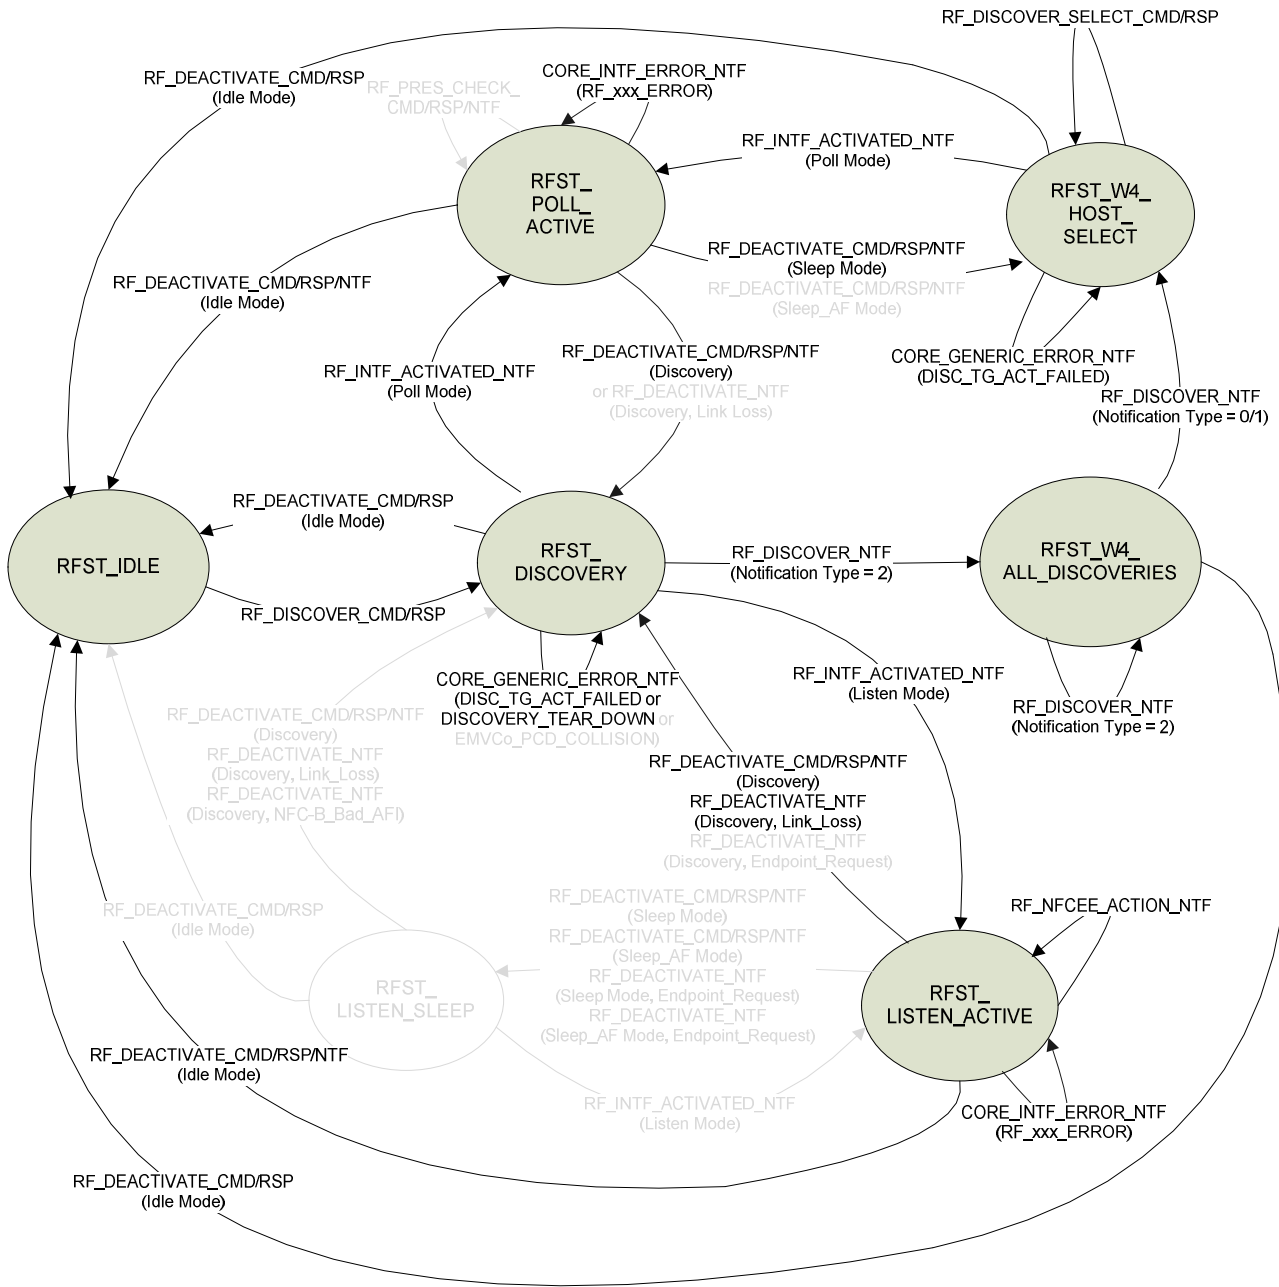 RF_DISCOVER_SELECT_CMD/RSP
RF_DEACTIVATE_CMD/RSP
(Idle Mode)
RF_PRES_CHECK_
CMD/RSP/NTF
CORE_INTF_ERROR_NTF
(RF_xxx_ERROR)
RF_INTF_ACTIVATED_NTF
(Poll Mode)
RFST_
POLL_
ACTIVE
RFST_W4_
HOST_
SELECT
RF_DEACTIVATE_CMD/RSP/NTF
(Sleep Mode)
RF_DEACTIVATE_CMD/RSP/NTF
(Sleep_AF Mode)
RF_DEACTIVATE_CMD/RSP/NTF
(Idle Mode)
RF_INTF_ACTIVATED_NTF
(Poll Mode)
RF_DEACTIVATE_CMD/RSP/NTF
(Discovery)
or RF_DEACTIVATE_NTF
(Discovery, Link Loss)
CORE_GENERIC_ERROR_NTF
(DISC_TG_ACT_FAILED)
RF_DISCOVER_NTF
(Notification Type = 0/1)
RF_DEACTIVATE_CMD/RSP
(Idle Mode)
RFST_IDLE
RFST_
DISCOVERY
RF_DISCOVER_NTF
(Notification Type = 2)
RFST_W4_
ALL_DISCOVERIES
RF_DISCOVER_CMD/RSP
CORE_GENERIC_ERROR_NTF
(DISC_TG_ACT_FAILED or
DISCOVERY_TEAR_DOWN or
EMVCo_PCD_COLLISION)
RF_INTF_ACTIVATED_NTF
(Listen Mode)
RF_DISCOVER_NTF
(Notification Type = 2)
RF_DEACTIVATE_CMD/RSP/NTF
(Discovery)
RF_DEACTIVATE_NTF
(Discovery, Link_Loss)
RF_DEACTIVATE_NTF
(Discovery, NFC-B_Bad_AFI)
RF_DEACTIVATE_CMD/RSP/NTF
(Discovery)
RF_DEACTIVATE_NTF
(Discovery, Link_Loss)
RF_DEACTIVATE_NTF
(Discovery, Endpoint_Request)
RF_DEACTIVATE_CMD/RSP
(Idle Mode)
RF_DEACTIVATE_CMD/RSP/NTF
(Sleep Mode)
RF_DEACTIVATE_CMD/RSP/NTF
(Sleep_AF Mode)
RF_DEACTIVATE_NTF
(Sleep Mode, Endpoint_Request)
RF_DEACTIVATE_NTF
(Sleep_AF Mode, Endpoint_Request)
RF_NFCEE_ACTION_NTF
RFST_
LISTEN_SLEEP
RFST_
LISTEN_ACTIVE
RF_DEACTIVATE_CMD/RSP/NTF
(Idle Mode)
RF_INTF_ACTIVATED_NTF
(Listen Mode)
CORE_INTF_ERROR_NTF
(RF_xxx_ERROR)
RF_DEACTIVATE_CMD/RSP
(Idle Mode)